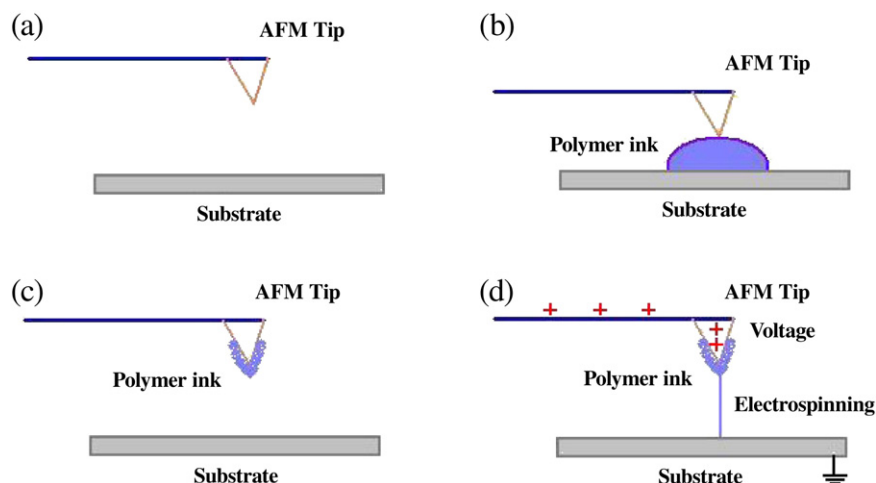 (a)
AFM Tip
Substrate
(b)
AFM Tip
Polymer ink
Substrate
(c)
AFM Tip
Polymer ink
Substrate
(d)
AFM Tip
Voltage
Polymer ink
Electrospinning
Substrate